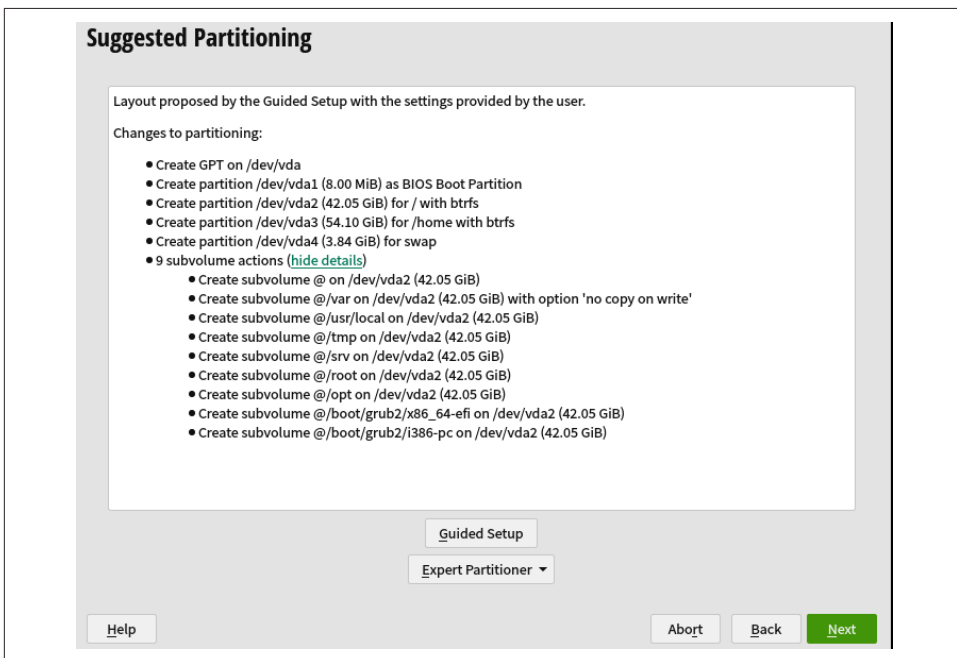 Suggested Partitioning
Layout proposed by the Guided Setup with the settings provided by the user.
Changes to partitioning:
● Create GPT on /dev/vda
● Create partition /dev/vda1 (8.00 MiB) as BIOS Boot Partition
● Create partition /dev/vda2 (42.05 GiB) for / with btrfs
● Create partition /dev/vda3 (54.10 GiB) for /home with btrfs
● Create partition /dev/vda4 (3.84 GiB) for swap
● 9 subvolume actions (hide details)
● Create subvolume @ on /dev/vda2 (42.05 GiB)
● Create subvolume @/var on /dev/vda2 (42.05 GiB) with option 'no copy on write'
● Create subvolume @/usr/local on /dev/vda2 (42.05 GiB)
● Create subvolume @/tmp on /dev/vda2 (42.05 GiB)
● Create subvolume @/srv on /dev/vda2 (42.05 GiB)
● Create subvolume @/root on /dev/vda2 (42.05 GiB)
● Create subvolume @/opt on /dev/vda2 (42.05 GiB)
● Create subvolume @/boot/grub2/x86_64-efi on /dev/vda2 (42.05 GiB)
● Create subvolume @/boot/grub2/i386-pc on /dev/vda2 (42.05 GiB)
Guided Setup
Expert Partitioner
Help Abort Back Next